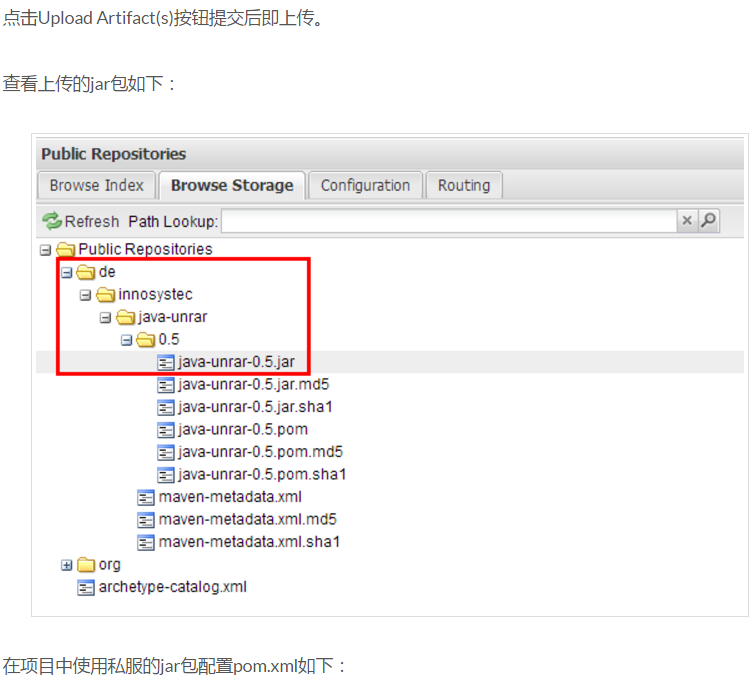 点击Upload Artifact(s)按钮提交后即上传。
查看上传的jar包如下：
Public Repositories
Browse Index Browse Storage Configuration Routing
Refresh Path Lookup:
Public Repositories
de
innosystec
java-unrar
0.5
java-unrar-0.5.jar
java-unrar-0.5.jar.md5
java-unrar-0.5.jar.sha1
java-unrar-0.5.pom
java-unrar-0.5.pom.md5
java-unrar-0.5.pom.sha1
maven-metadata.xml
maven-metadata.xml.md5
maven-metadata.xml.sha1
org
archetype-catalog.xml
在项目中使用私服的jar包配置pom.xml如下：